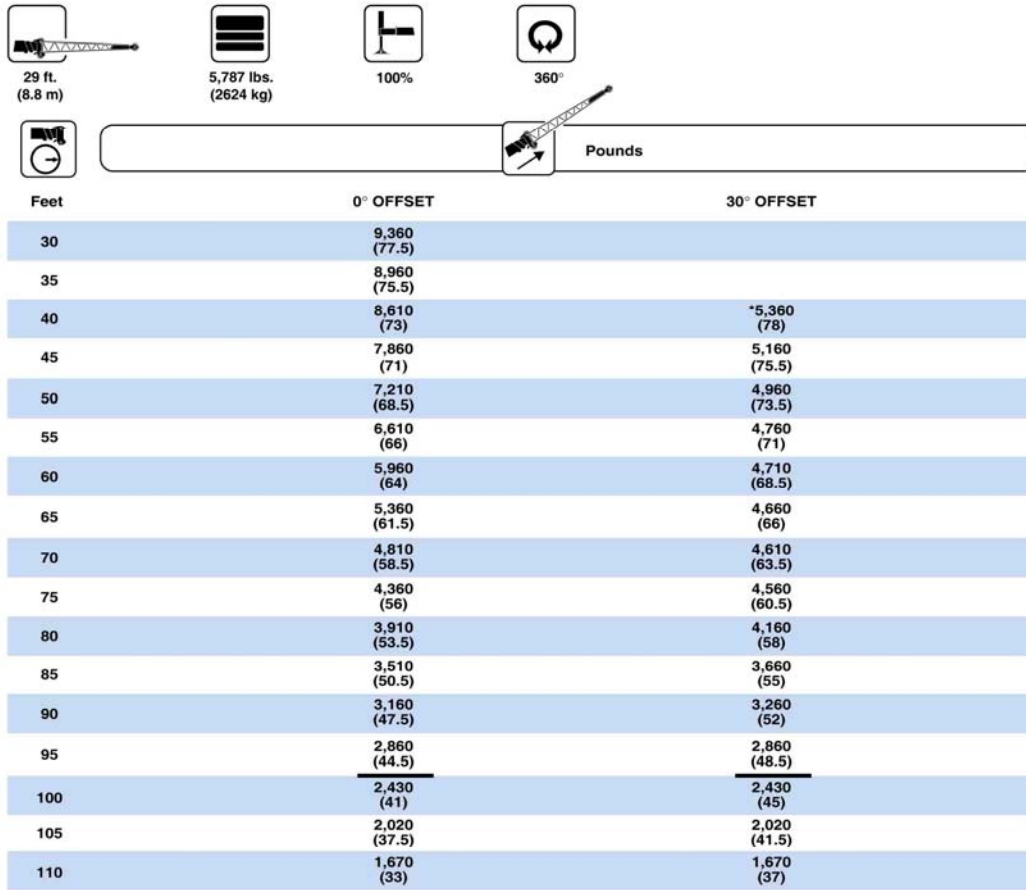 29 ft. 5,787 lbs. 100% 360°
(8.8 m) (2624 kg)
Pounds
Feet 0° OFFSET 30° OFFSET
30 9,360
(77.5)
35 8,960
(75.5)
40 8,610 *5,360
(73) (78)
45 7,860 5,160
(71) (75.5)
50 7,210 4,960
(68.5) (73.5)
55 6,610 4,760
(66) (71)
60 5,960 4,710
(64) (68.5)
65 5,360 4,660
(61.5) (66)
70 4,810 4,610
(58.5) (63.5)
75 4,360 4,560
(56) (60.5)
80 3,910 4,160
(53.5) (58)
85 3,510 3,660
(50.5) (55)
90 3,160 3,260
(47.5) (52)
95 2,860 2,860
(44.5) (48.5)
100 2,430 2,430
(41) (45)
105 2,020 2,020
(37.5) (41.5)
110 1,670 1,670
(33) (37)